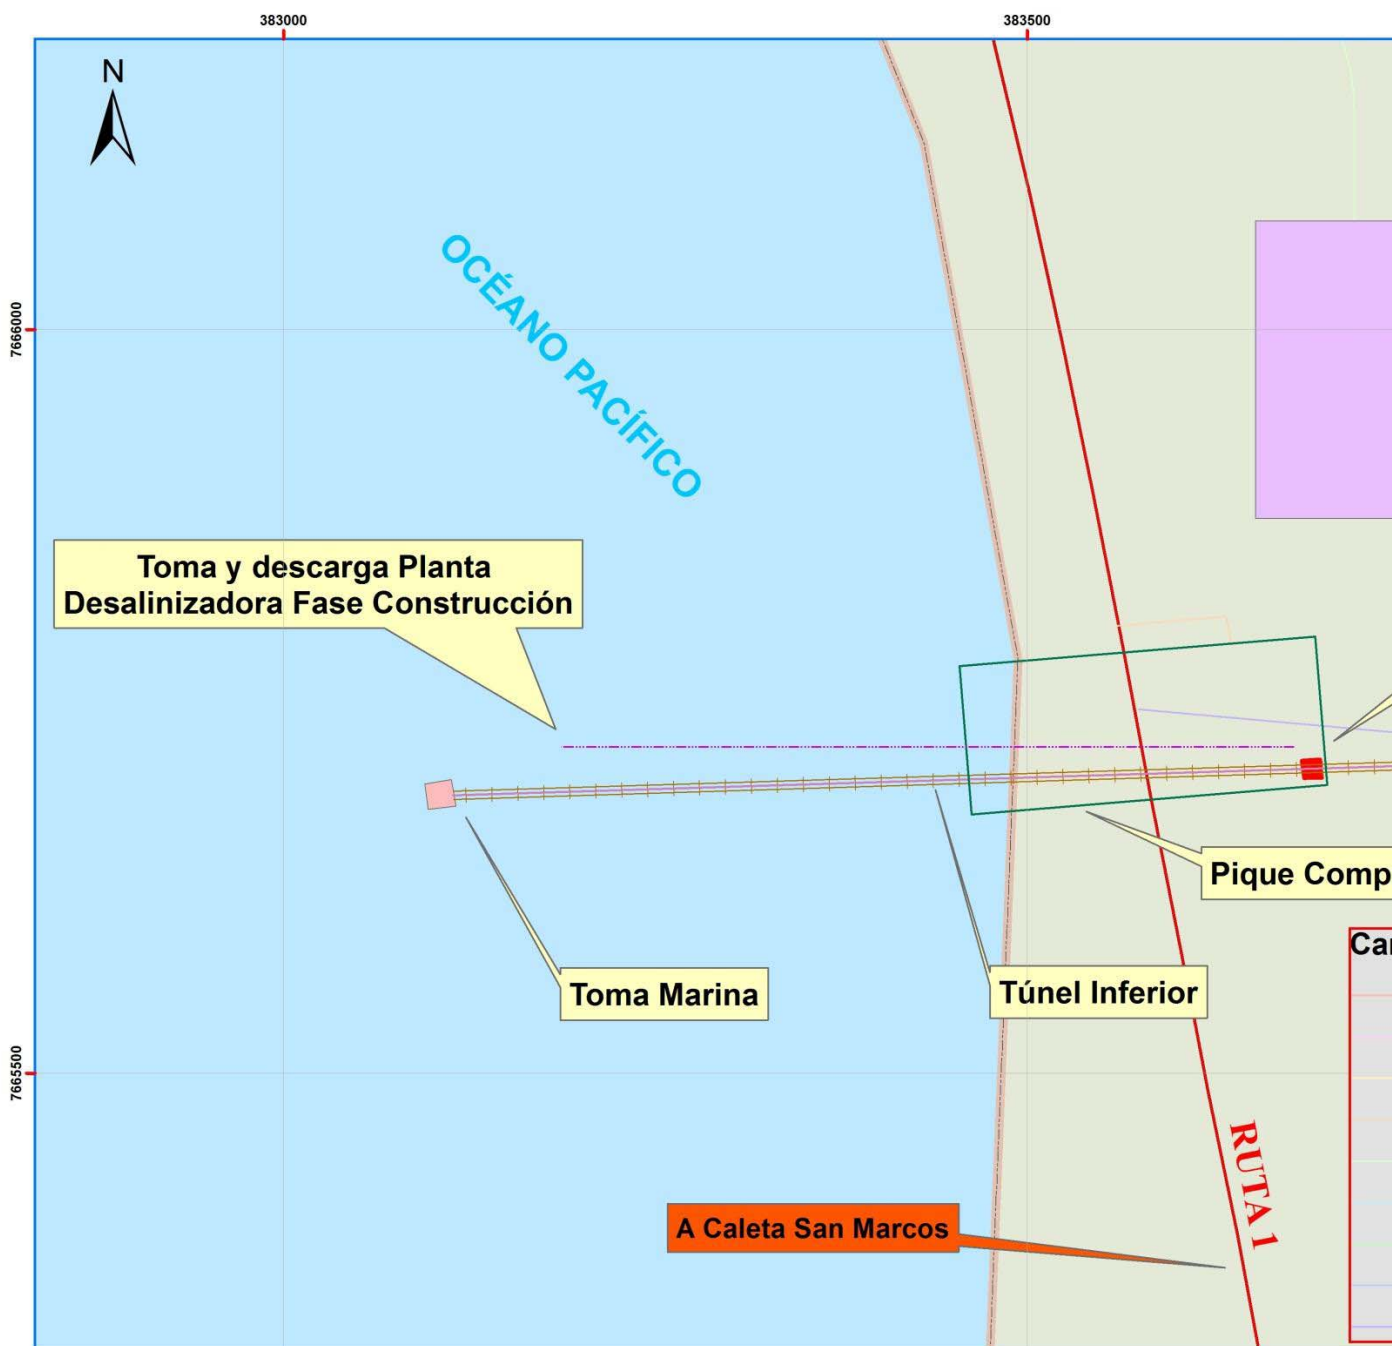 383000
383500
N
OCÉANO PACÍFICO
7666000
Toma y descarga Planta
Desalinizadora Fase Construcción
Pique Comp
Car
Toma Marina
Túnel Inferior
7665500
RUTA 1
A Caleta San Marcos